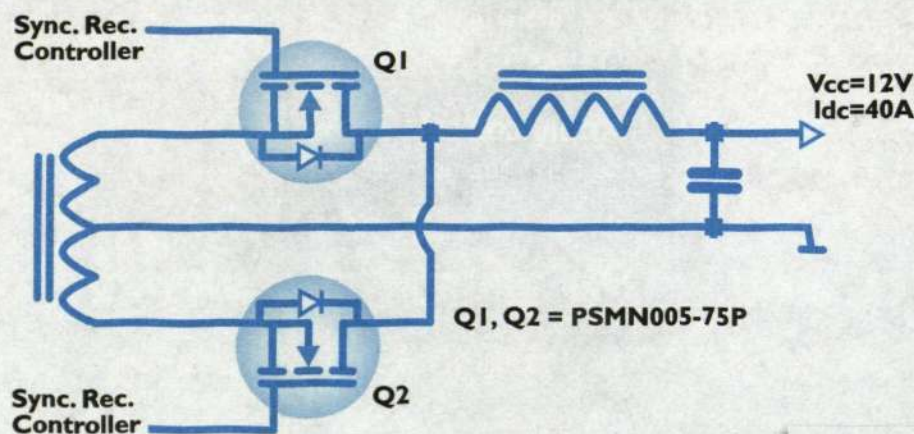 Sync. Rec.
Controller
Q1
Vcc=12V
Idc=40A
Q1, Q2 = PSMN005-75P
Sync. Rec.
Controller
Q2